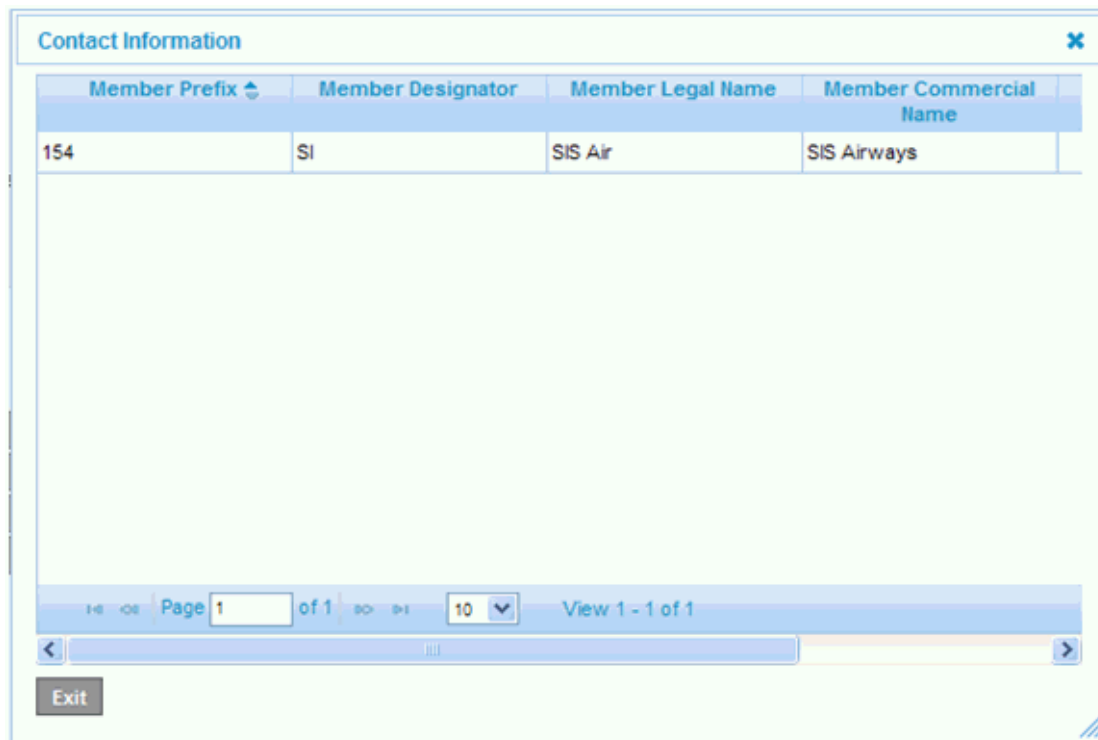 Contact Information
Member Prefix Member Designator Member Legal Name Member Commercial Name
154 SI SIS Air SIS Airways
Page 1 of 1 10 View 1 - 1 of 1
Exit